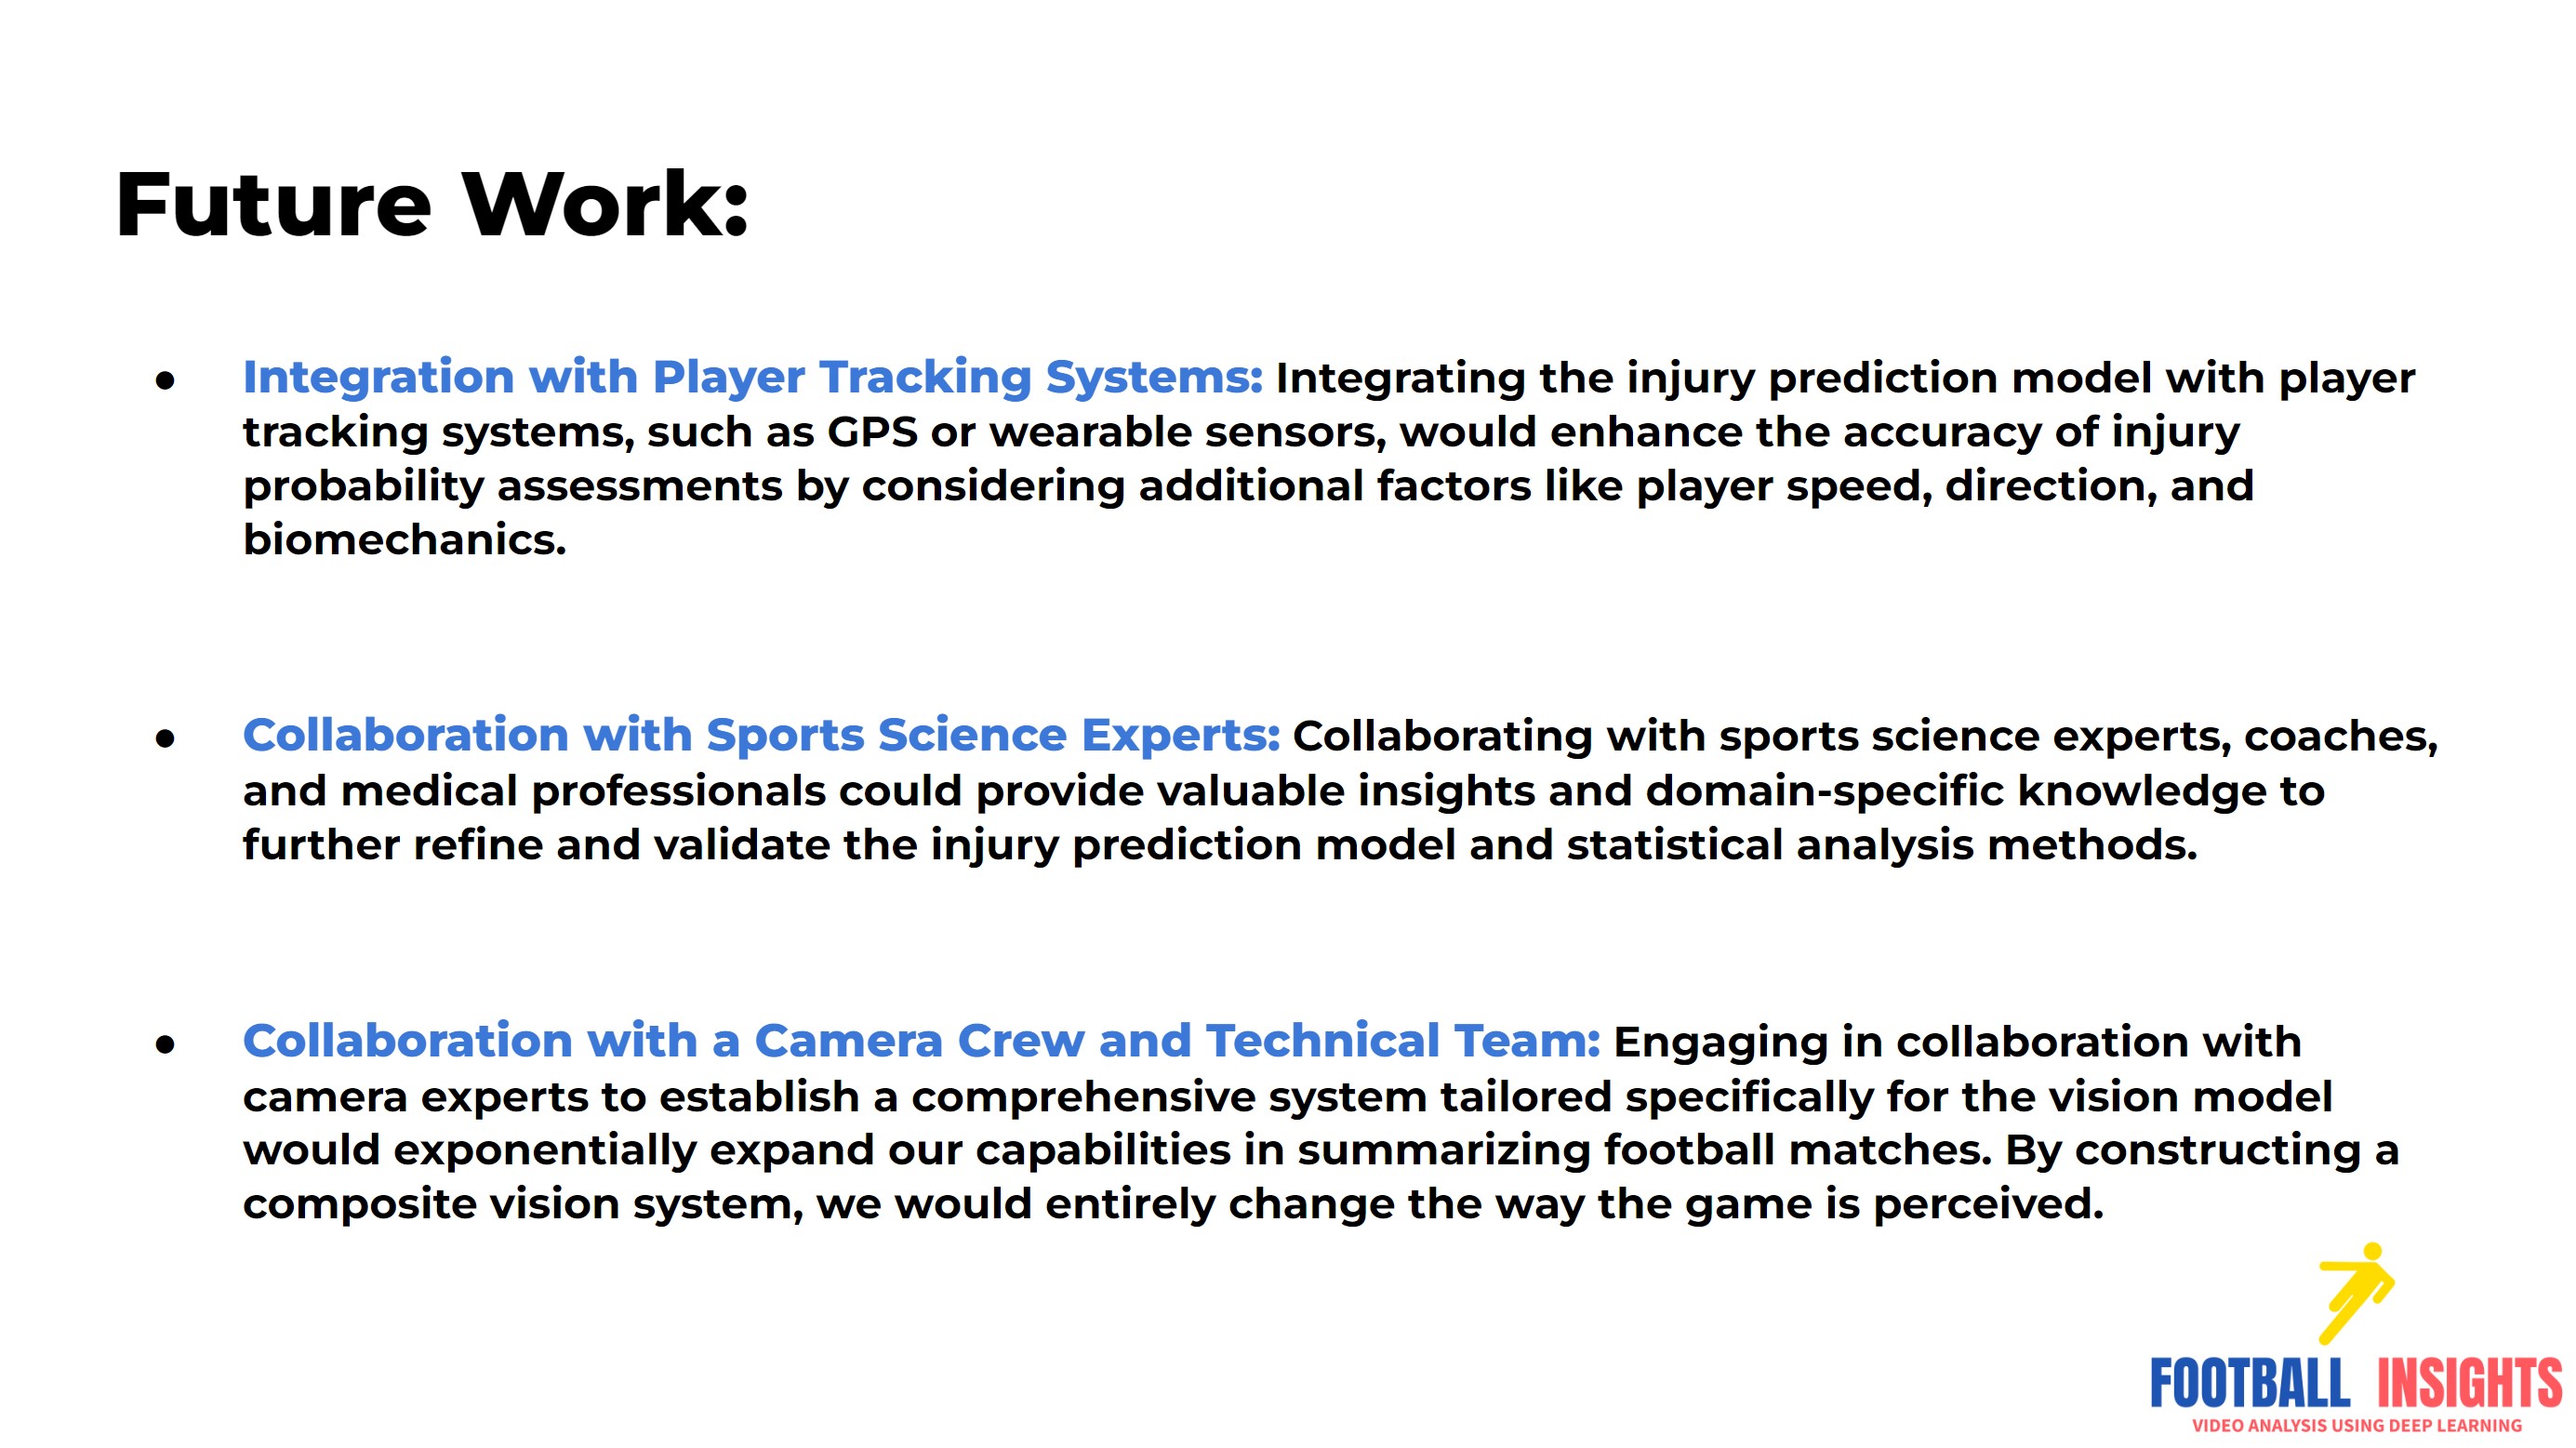 Future Work:
● Integration with Player Tracking Systems: Integrating the injury prediction model with player
tracking systems, such as GPS or wearable sensors, would enhance the accuracy of injury
probability assessments by considering additional factors like player speed, direction, and
biomechanics.
● Collaboration with Sports Science Experts: Collaborating with sports science experts, coaches,
and medical professionals could provide valuable insights and domain-specific knowledge to
further refine and validate the injury prediction model and statistical analysis methods.
● Collaboration with a Camera Crew and Technical Team: Engaging in collaboration with
camera experts to establish a comprehensive system tailored specifically for the vision model
would exponentially expand our capabilities in summarizing football matches. By constructing a
composite vision system, we would entirely change the way the game is perceived.
FOOTBALL INSIGHTS
VIDEO ANALYSIS USING DEEP LEARNING